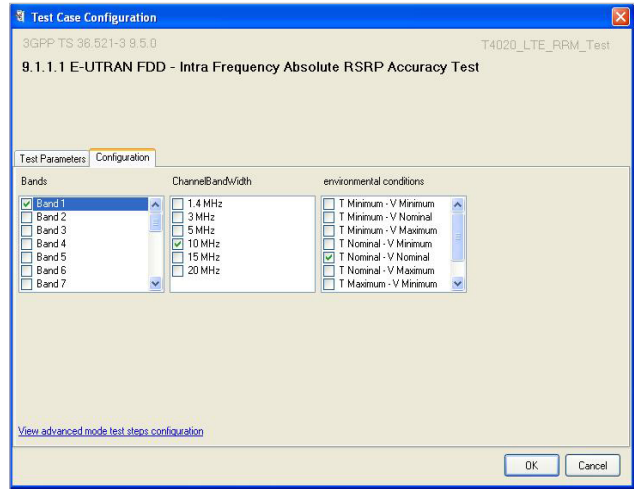 Test Case Configuration
3GPP TS 36.521-3 9.5.0
T4020_LTE_RRM_Test
9.1.1.1 E-UTRAN FDD - Intra Frequency Absolute RSRP Accuracy Test
Test Parameters
Configuration
Bands
Band 1
Band 2
Band 3
Band 4
Band 5
Band 6
Band 7
ChannelBandWidth
1.4 MHz
3 MHz
5 MHz
10 MHz
15 MHz
20 MHz
environmental conditions
T Minimum - V Minimum
T Minimum - V Nominal
T Minimum - V Maximum
T Nominal - V Minimum
T Nominal - V Nominal
T Nominal - V Maximum
T Maximum - V Minimum
View advanced mode test steps configuration
OK
Cancel